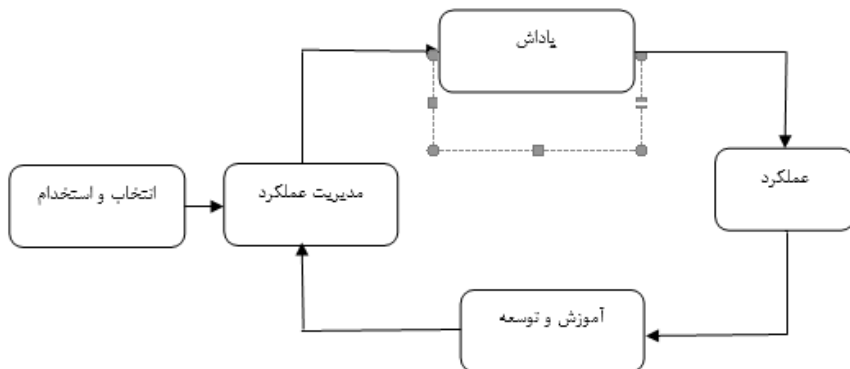 پاداش
انتخاب و استخدام
مدیریت عملکرد
عملکرد
آموزش و توسعه